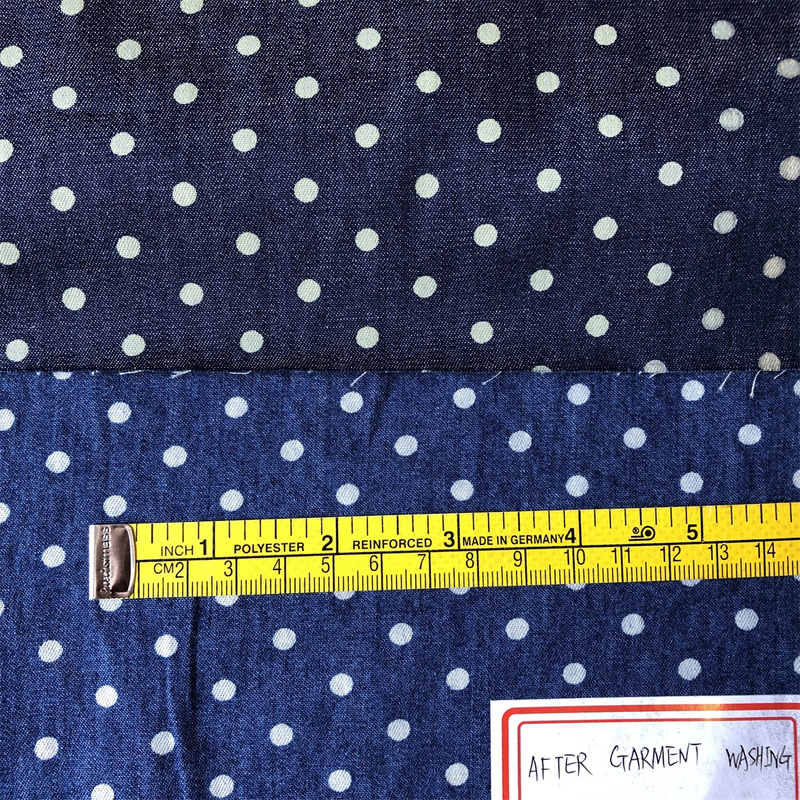 INCH 1 POLYESTER 2 REINFORCED 3 MADE IN GERMANY 4 5
CM 2 3 4 5 6 7 8 9 10 11 12 13 14
AFTER GARMENT WASHING